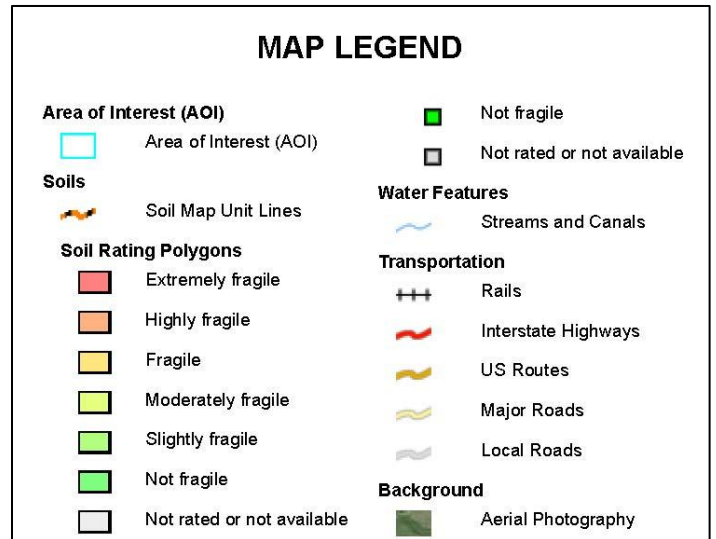 MAP LEGEND
Area of Interest (AOI)
Area of Interest (AOI)
Soils
Soil Map Unit Lines
Soil Rating Polygons
Extremely fragile
Highly fragile
Fragile
Moderately fragile
Slightly fragile
Not fragile
Not rated or not available
Not fragile
Not rated or not available
Water Features
Streams and Canals
Transportation
Rails
Interstate Highways
US Routes
Major Roads
Local Roads
Background
Aerial Photography